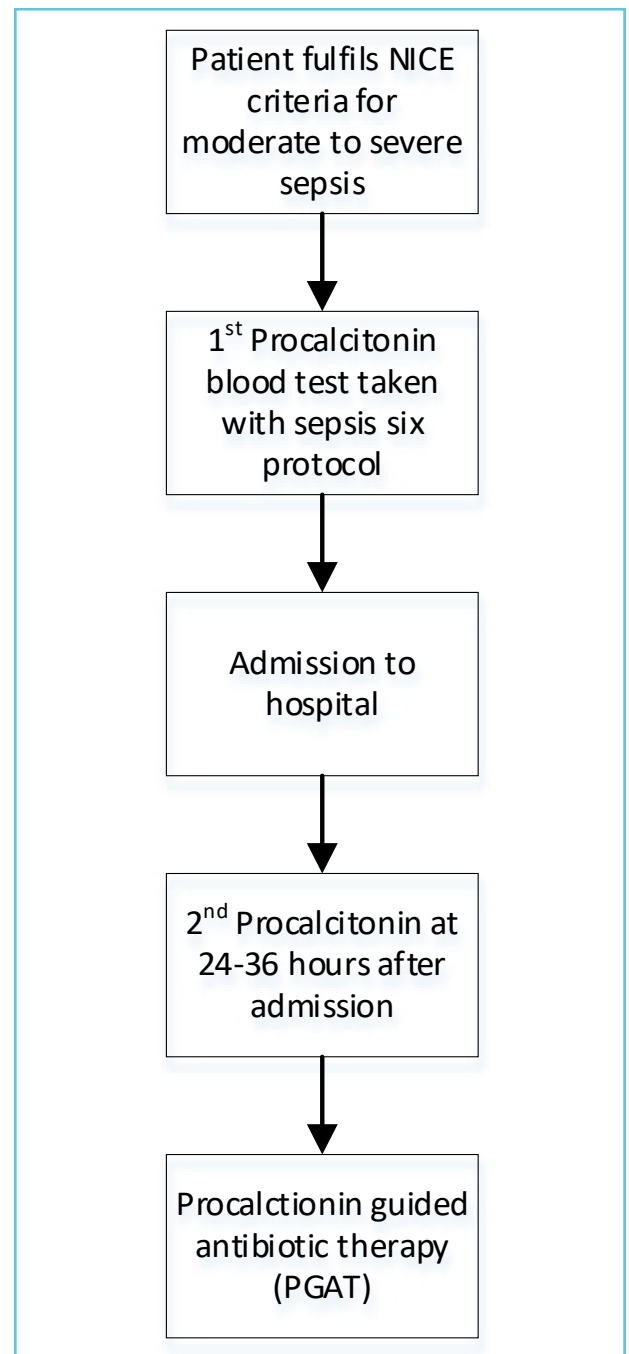 Patient fulfils NICE
criteria for
moderate to severe
sepsis
1st Procalcitonin
blood test taken
with sepsis six
protocol
Admission to
hospital
2nd Procalcitonin at
24-36 hours after
admission
Procalctionin guided
antibiotic therapy
(PGAT)